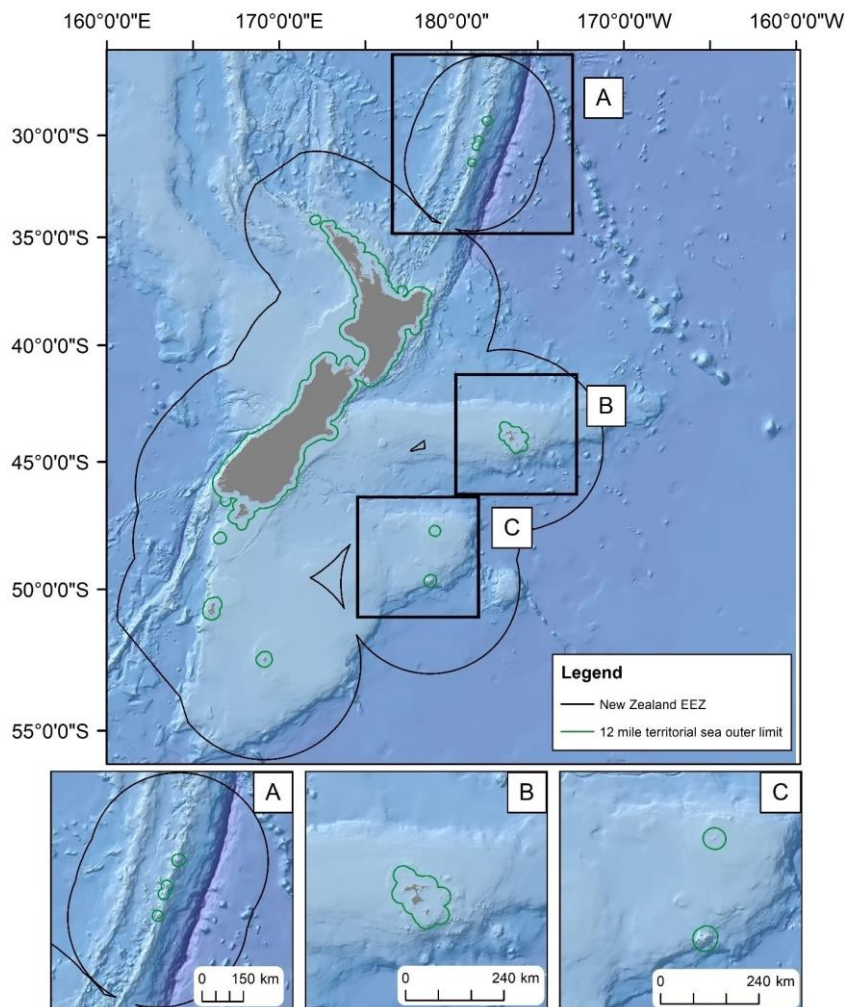 160°0'0"E 170°0'0"E 180°0'0" 170°0'0"W 160°0'0"W
30°0'0"S
35°0'0"S
40°0'0"S
45°0'0"S
50°0'0"S
55°0'0"S
A
B
C
Legend
New Zealand EEZ
12 mile territorial sea outer limit
A
0 150 km
B
0 240 km
C
0 240 km